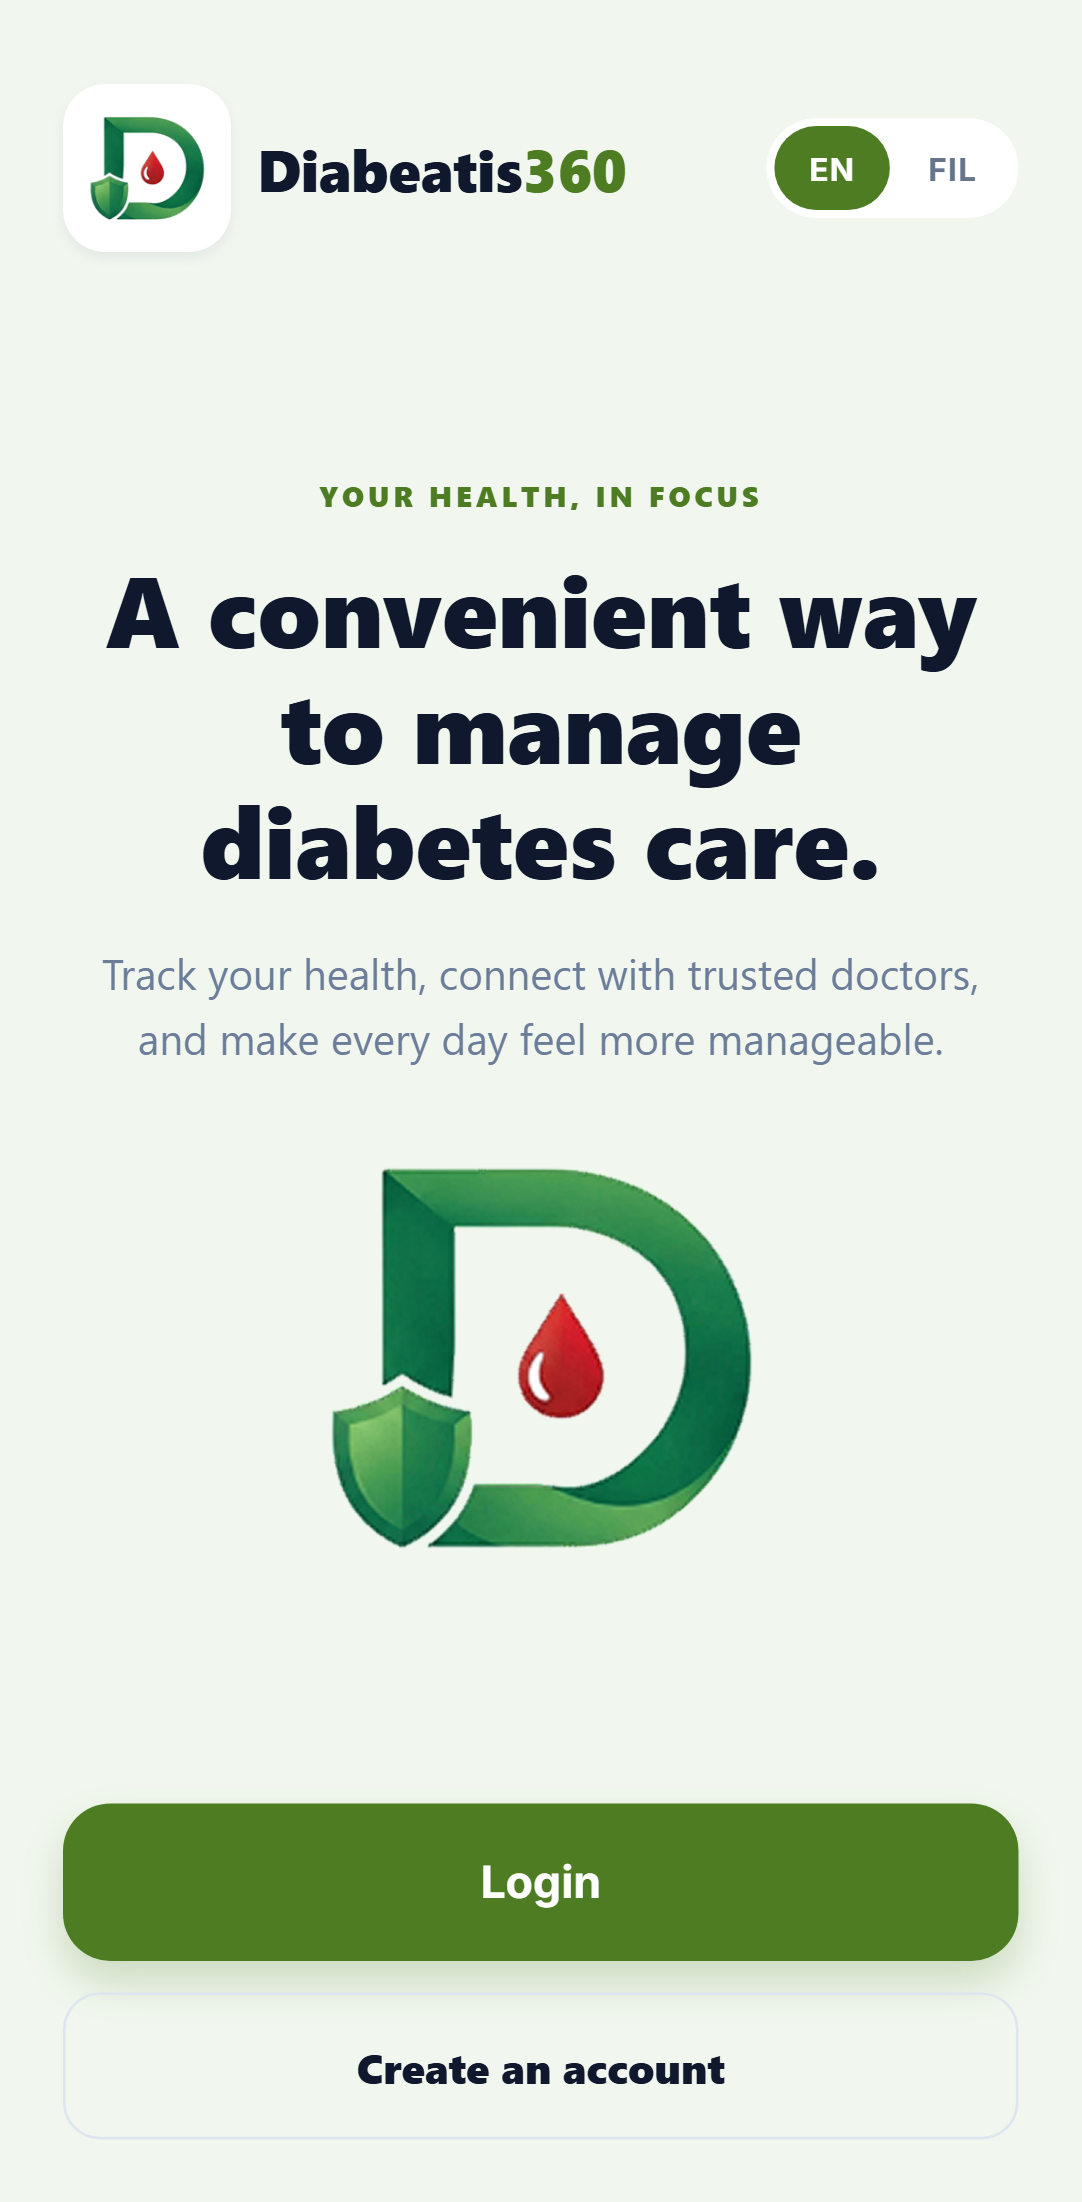 Diabeatis360
EN FIL
YOUR HEALTH, IN FOCUS
A convenient way
to manage
diabetes care.
Track your health, connect with trusted doctors,
and make every day feel more manageable.
Login
Create an account